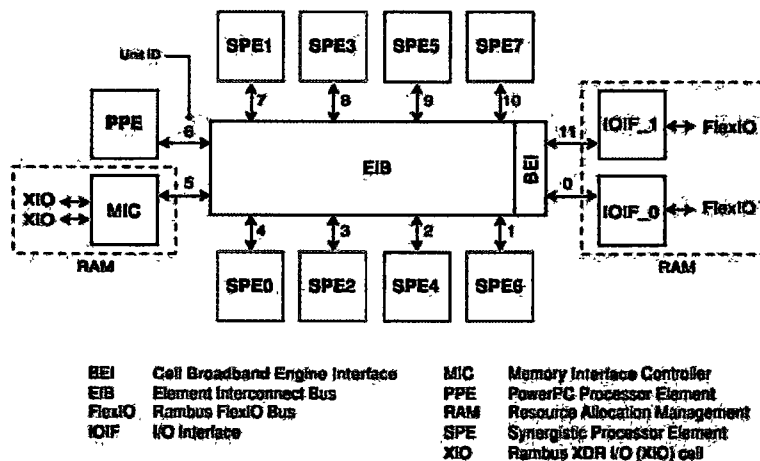 SPE1 SPE3 SPE5 SPE7
Unit ID
7 8 9 10
PPE 6 11 IOIF_1 FlexIO
EIB BEI
XIO MIC 5 0 IOIF_0 FlexIO
XIO
4 3 2 1
RAM RAM
SPE0 SPE2 SPE4 SPE6
BEI Cell Broadband Engine Interface
EIB Element Interconnect Bus
FlexIO Rambus FlexIO Bus
IOIF I/O Interface
MIC Memory Interface Controller
PPE PowerPC Processor Element
RAM Resource Allocation Management
SPE Synergistic Processor Element
XIO Rambus XDR I/O (XIO) cell